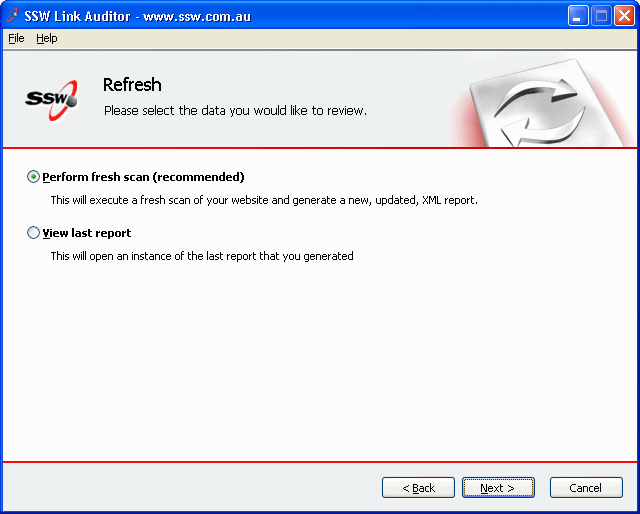 SSW Link Auditor - www.ssw.com.au
File Help
SSW
Refresh
Please select the data you would like to review.
Perform fresh scan (recommended)
This will execute a fresh scan of your website and generate a new, updated, XML report.
View last report
This will open an instance of the last report that you generated
< Back Next > Cancel